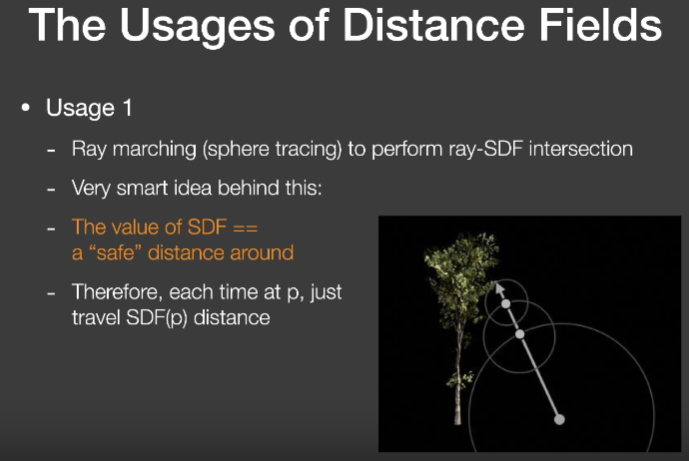 The Usages of Distance Fields
• Usage 1
- Ray marching (sphere tracing) to perform ray-SDF intersection
- Very smart idea behind this:
- The value of SDF ==
a “safe” distance around
- Therefore, each time at p, just
travel SDF(p) distance